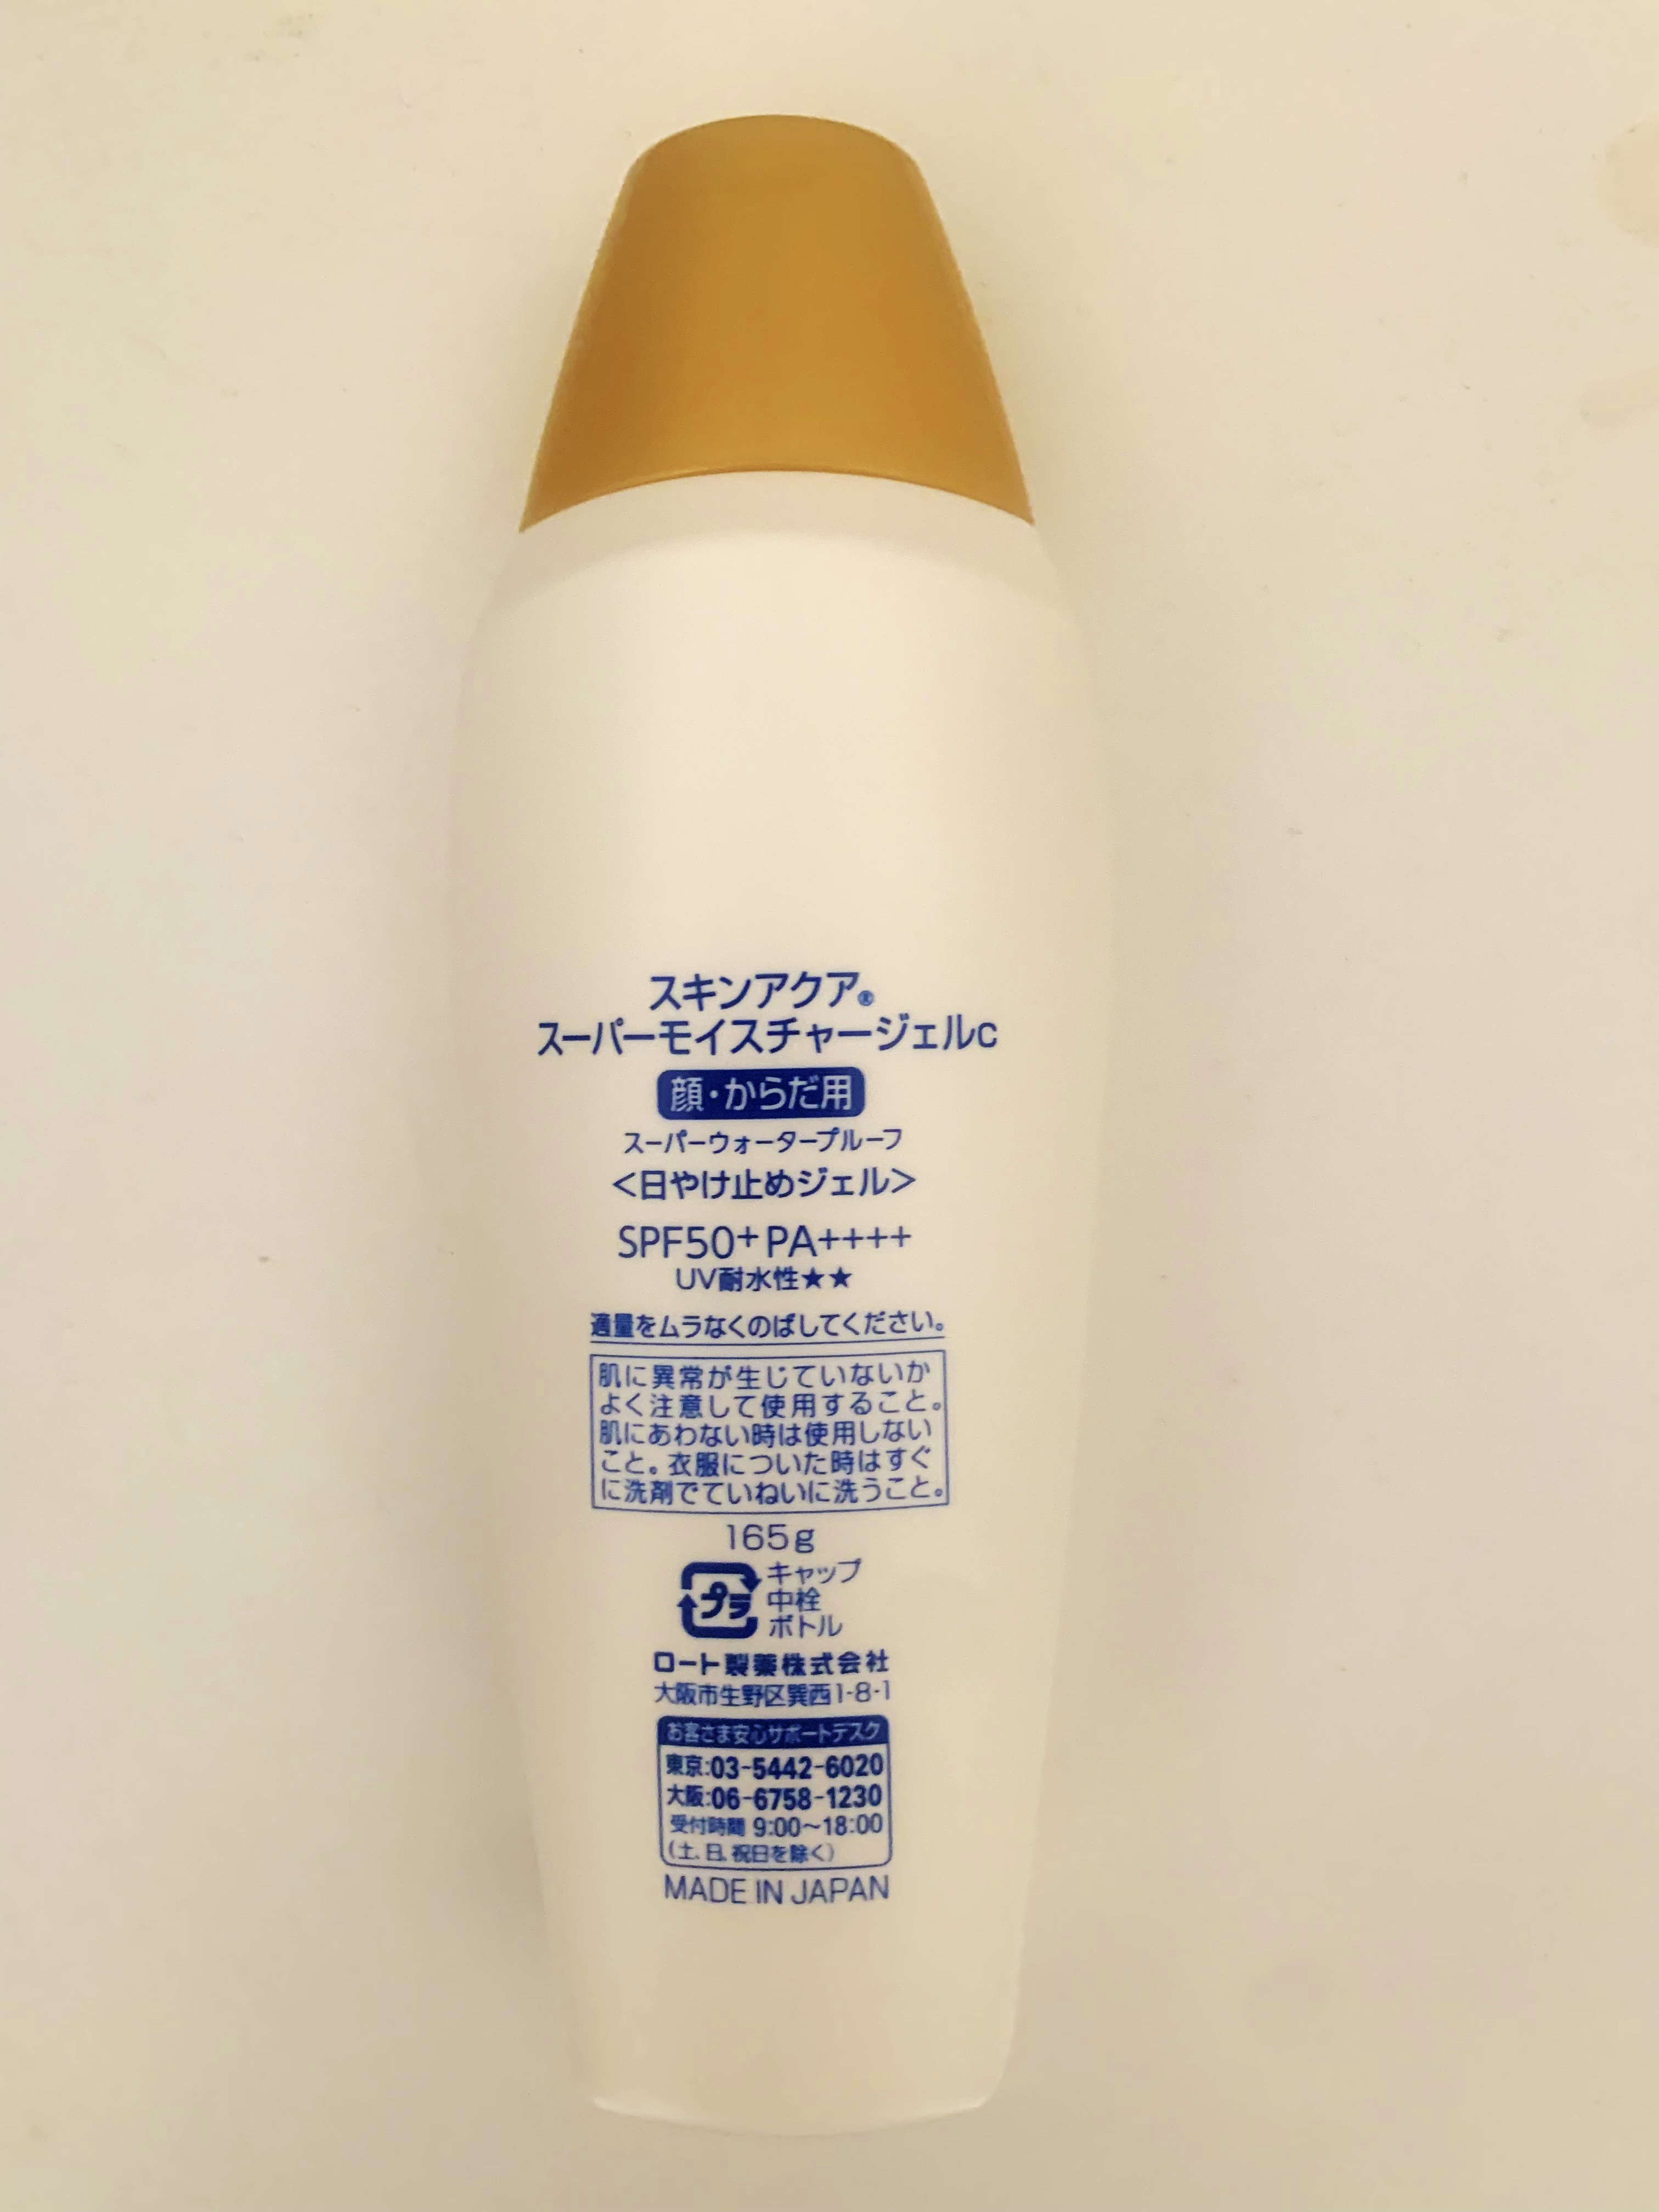 スキンアクア®
スーパーモイスチャージェルC
顔・からだ用
スーパーウォータープルーフ
<日やけ止めジェル>
SPF50+ PA++++
UV耐水性★★
適量をムラなくのばしてください。
肌に異常が生じていないか
よく注意して使用すること。
肌にあわない時は使用しない
こと。衣服についた時はすぐ
に洗剤でていねいに洗うこと。
165g
プラ
キャップ
中栓
ボトル
ロート製薬株式会社
大阪市生野区巽西1-8-1
お客さま安心サポートデスク
東京:03-5442-6020
大阪:06-6758-1230
受付時間 9:00~18:00
(土、日、祝日を除く)
MADE IN JAPAN